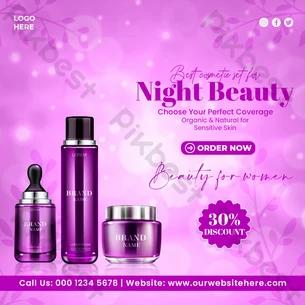 LOGO
HERE
Best cosmetic set for
Night Beauty
Choose Your Perfect Coverage
Organic & Natural for
Sensitive Skin
ORDER NOW
Beauty for women
BRAND
NAME
BRAND
NAME
BRAND
NAME
30%
DISCOUNT
Call Us: 000 1234 5678 | Website: www.ourwebsitehere.com
pikbest